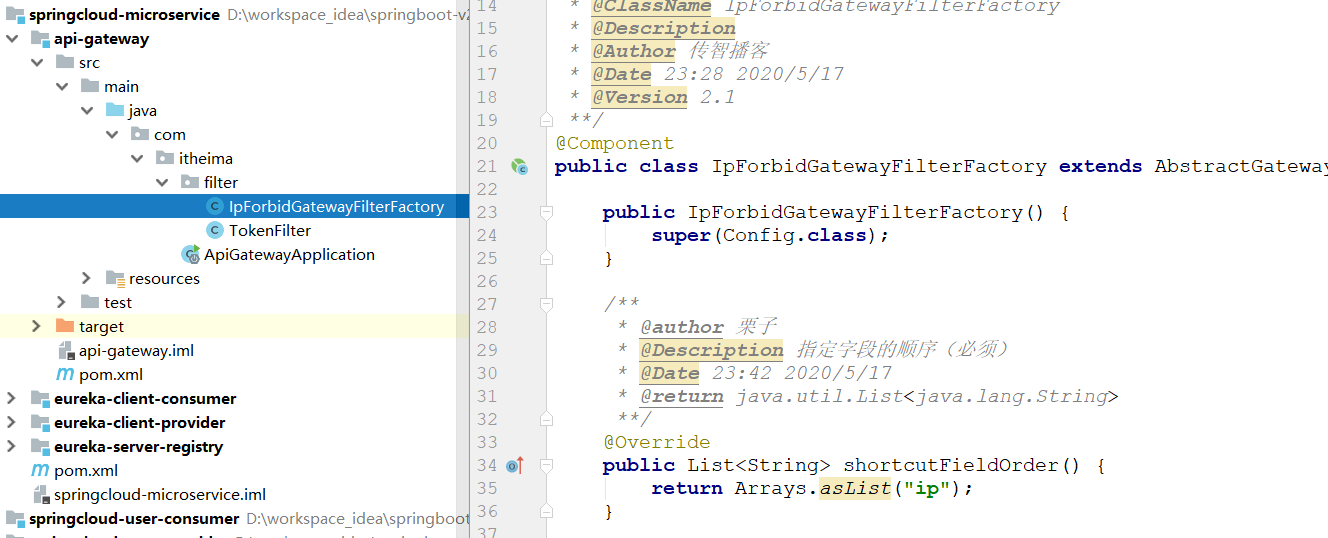 springcloud-microservice D:\workspace_idea\springboot-v2
api-gateway
src
main
java
com
itheima
filter
IpForbidGatewayFilterFactory
TokenFilter
ApiGatewayApplication
resources
test
target
api-gateway.iml
pom.xml
eureka-client-consumer
eureka-client-provider
eureka-server-registry
pom.xml
springcloud-microservice.iml
springcloud-user-consumer D:\workspace_idea\springboot
14 * @ClassName IpForbidGatewayFilterFactory
15 * @Description
16 * @Author 传智播客
17 * @Date 23:28 2020/5/17
18 * @Version 2.1
19 **/
20 @Component
21 public class IpForbidGatewayFilterFactory extends AbstractGateway
22
23 public IpForbidGatewayFilterFactory() {
24 super(Config.class);
25 }
26
27 /**
28 * @author 栗子
29 * @Description 指定字段的顺序（必须）
30 * @Date 23:42 2020/5/17
31 * @return java.util.List<java.lang.String>
32 **/
33 @Override
34 public List<String> shortcutFieldOrder() {
35 return Arrays.asList("ip");
36 }
37